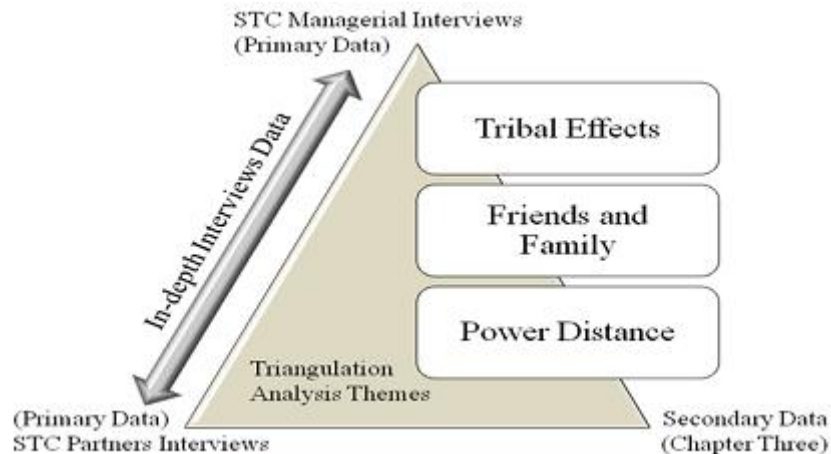 STC Managerial Interviews
(Primary Data)
In-depth Interviews Data
Tribal Effects
Friends and
Family
Power Distance
Triangulation
Analysis Themes
(Primary Data)
STC Partners Interviews
Secondary Data
(Chapter Three)